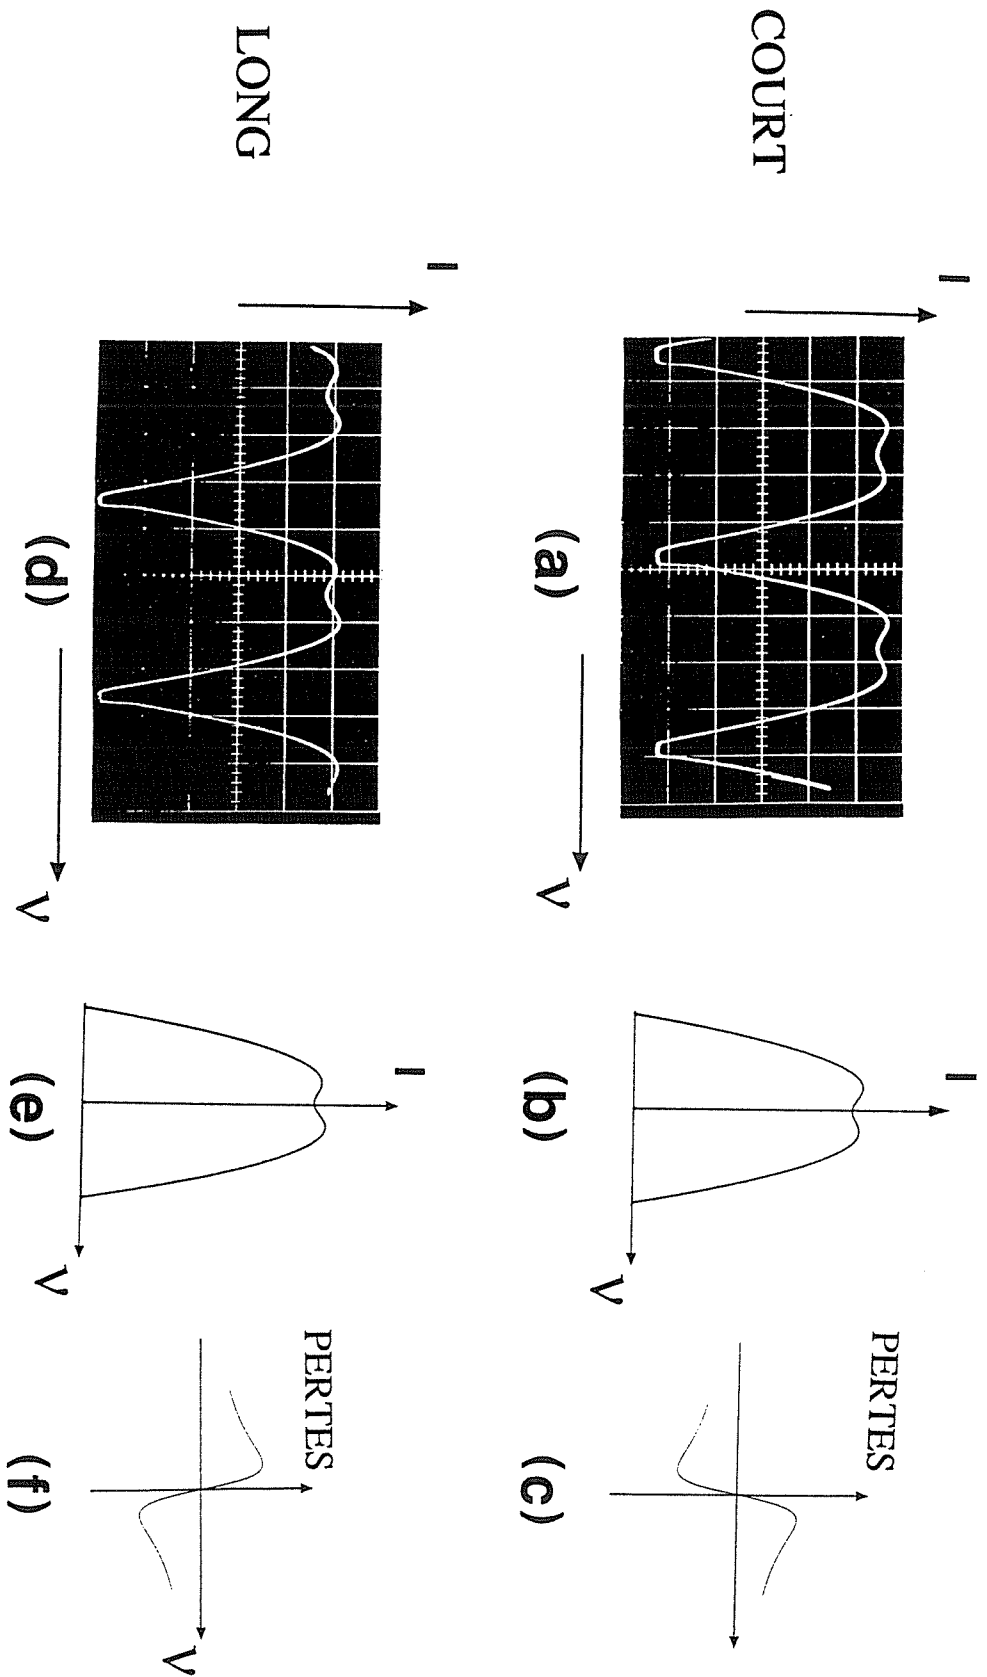 COURT
I
(a)
ν
I
(b)
ν
PERTES
(c)
LONG
I
(d)
ν
I
(e)
ν
PERTES
(f)
ν